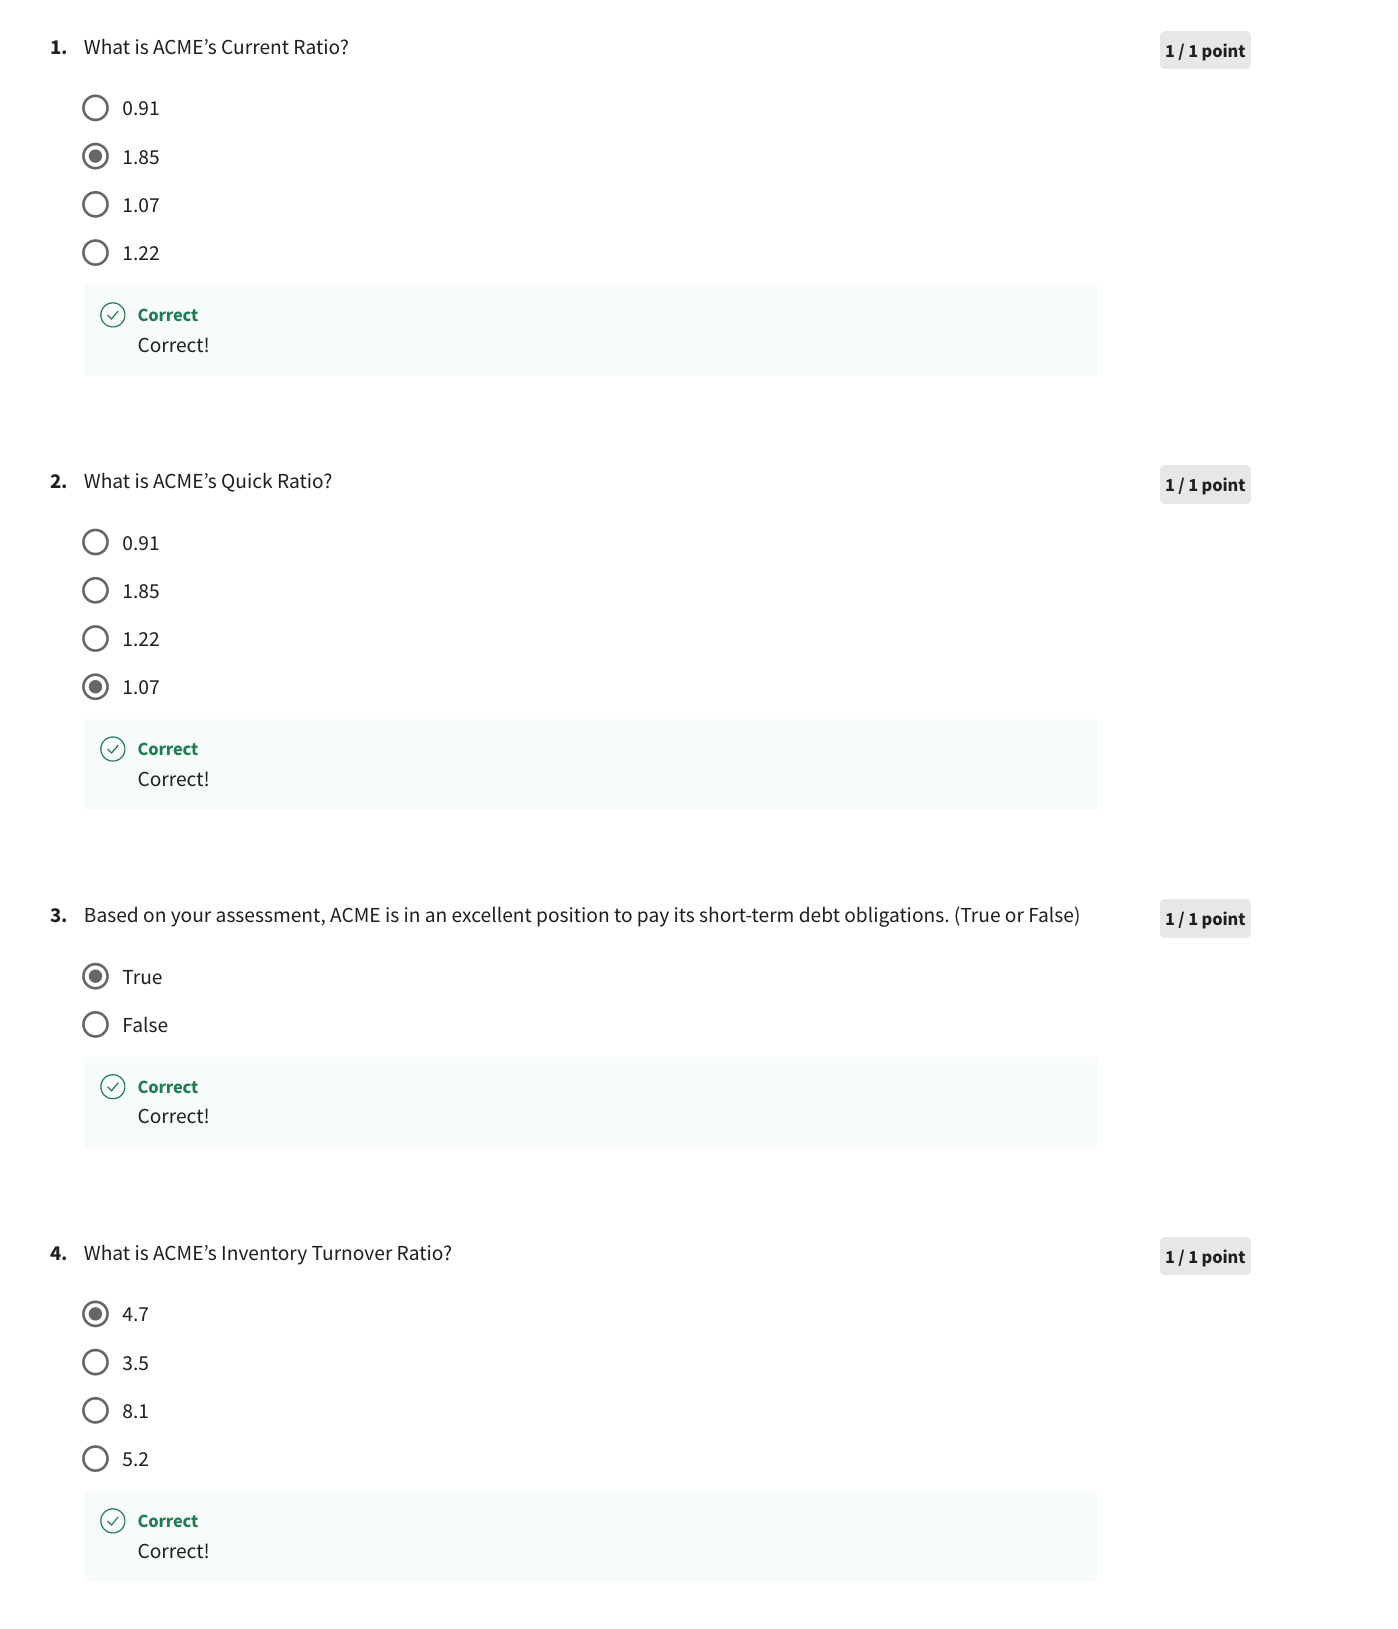 1. What is ACME’s Current Ratio?
1 / 1 point
0.91
1.85
1.07
1.22
Correct
Correct!
2. What is ACME’s Quick Ratio?
1 / 1 point
0.91
1.85
1.22
1.07
Correct
Correct!
3. Based on your assessment, ACME is in an excellent position to pay its short-term debt obligations. (True or False)
1 / 1 point
True
False
Correct
Correct!
4. What is ACME’s Inventory Turnover Ratio?
1 / 1 point
4.7
3.5
8.1
5.2
Correct
Correct!